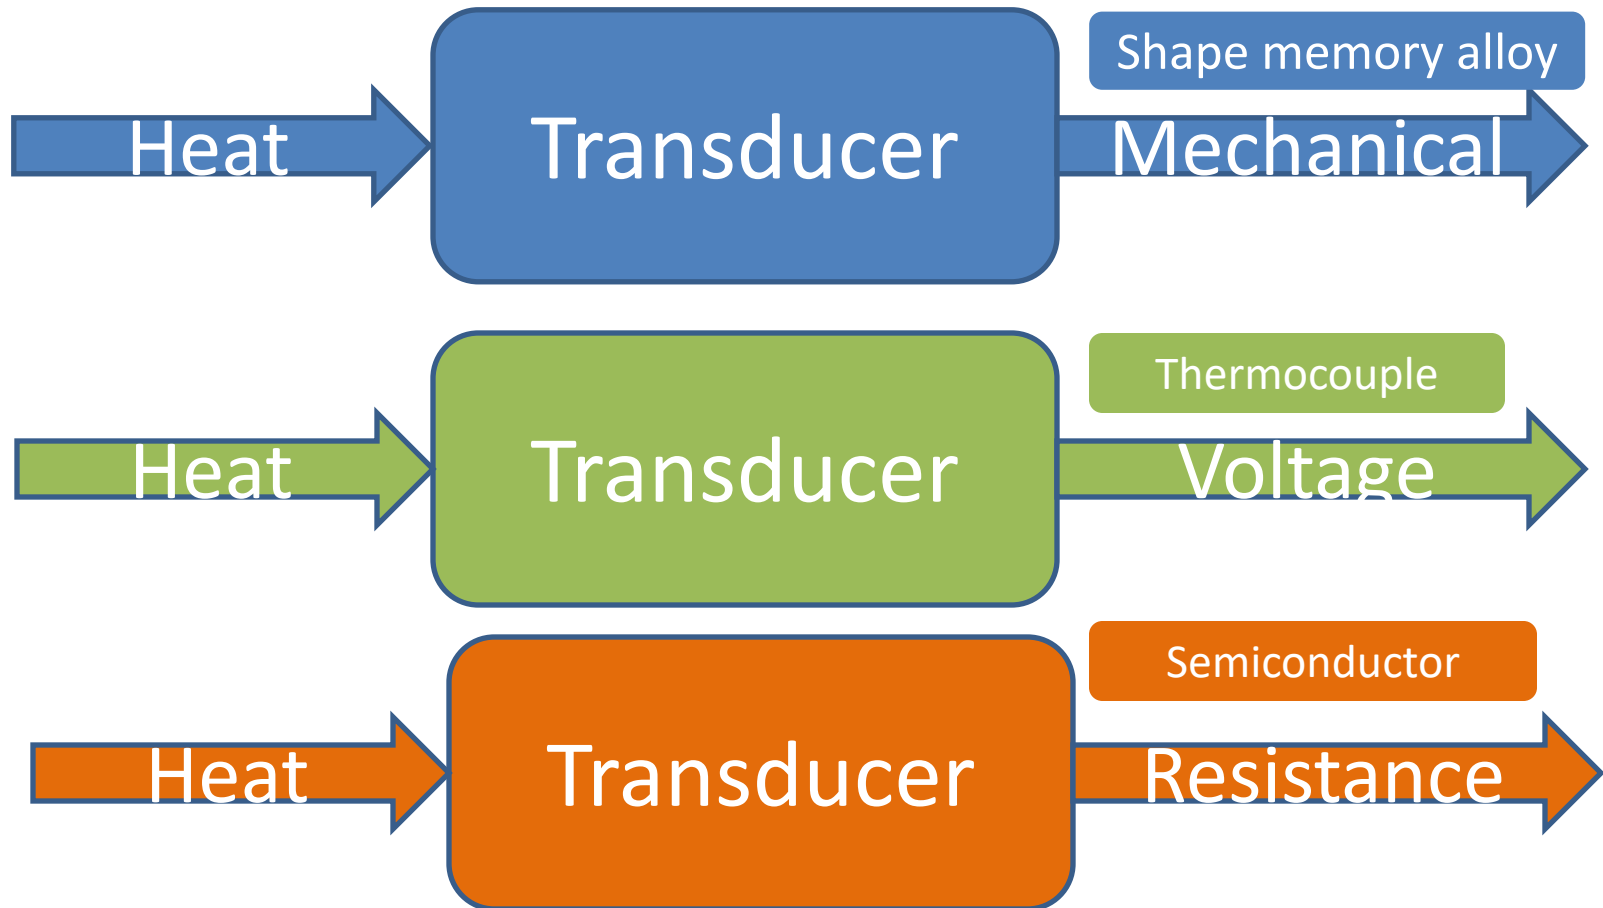 Shape memory alloy
Heat
Transducer
Mechanical
Thermocouple
Heat
Transducer
Voltage
Semiconductor
Heat
Transducer
Resistance